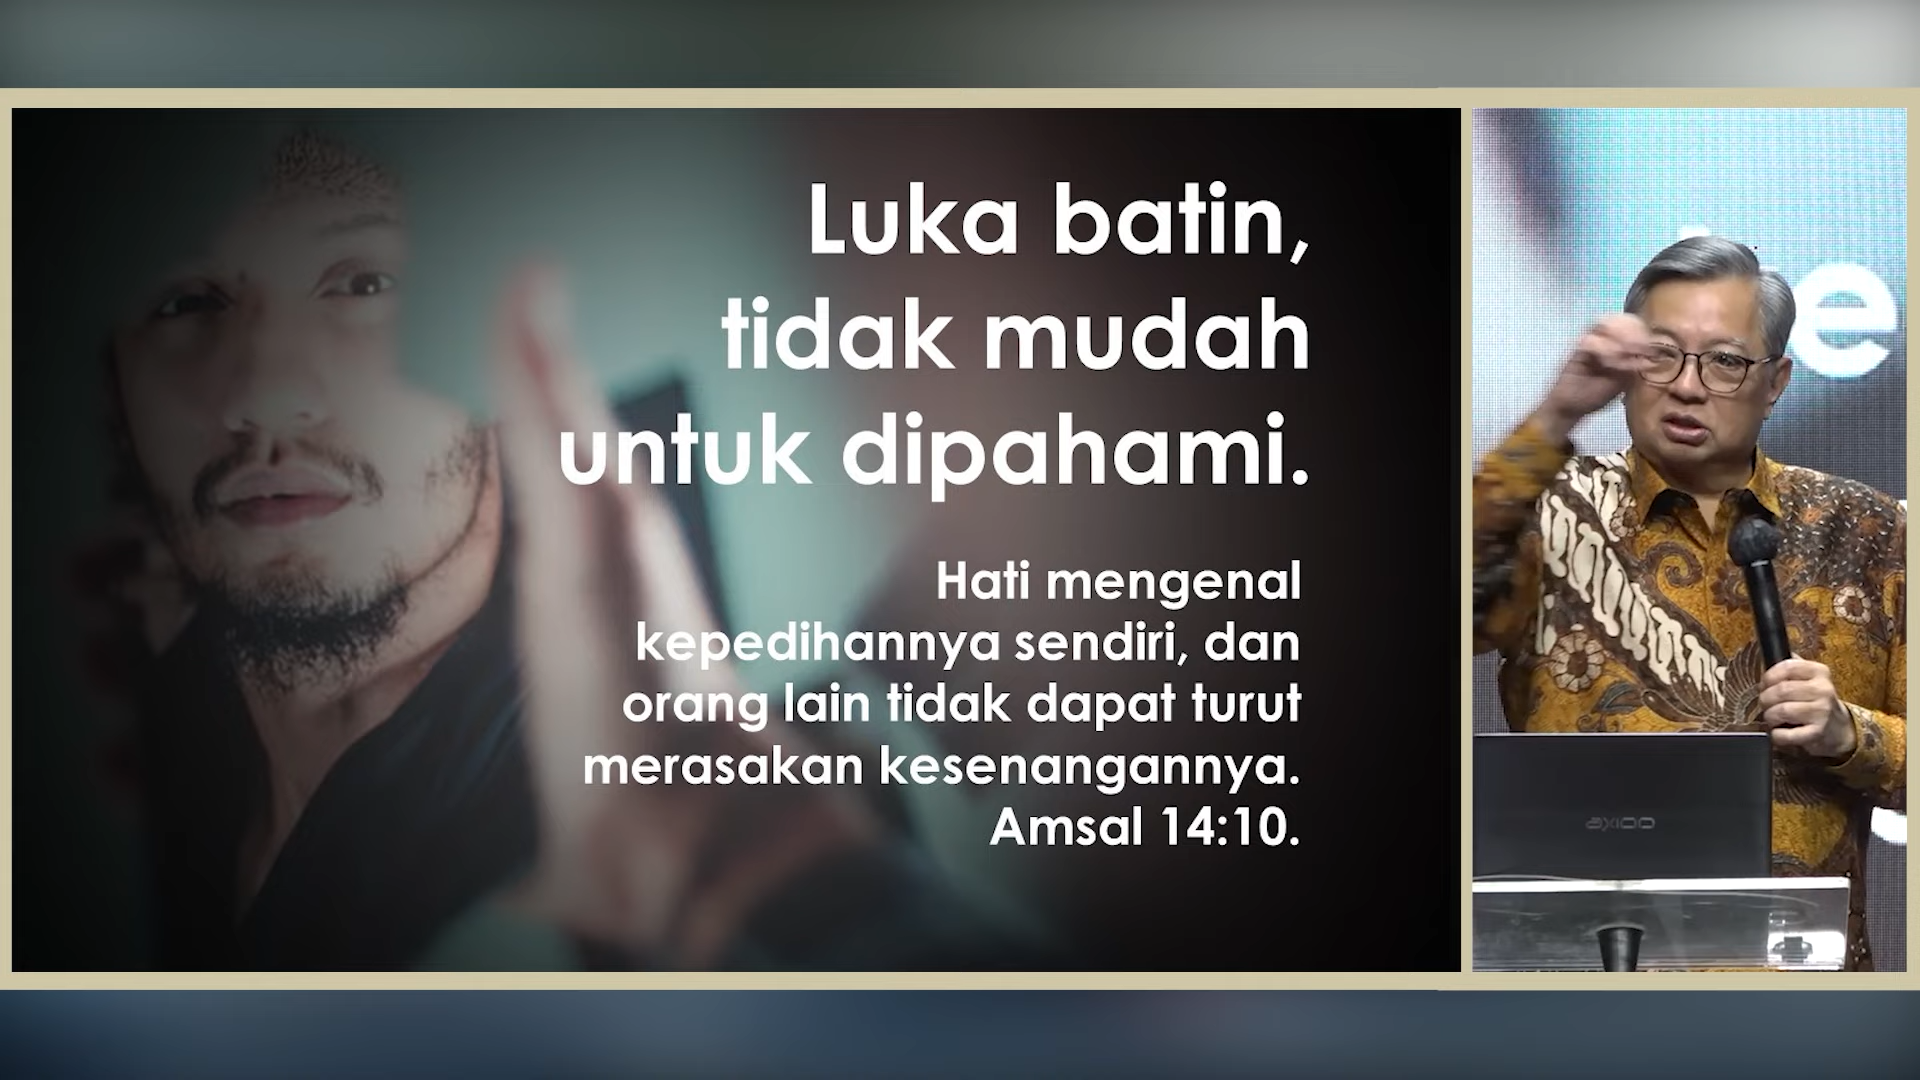 Luka batin,
tidak mudah
untuk dipahami.
Hati mengenal
kepedihannya sendiri, dan
orang lain tidak dapat turut
merasakan kesenangannya.
Amsal 14:10.
e
axioo